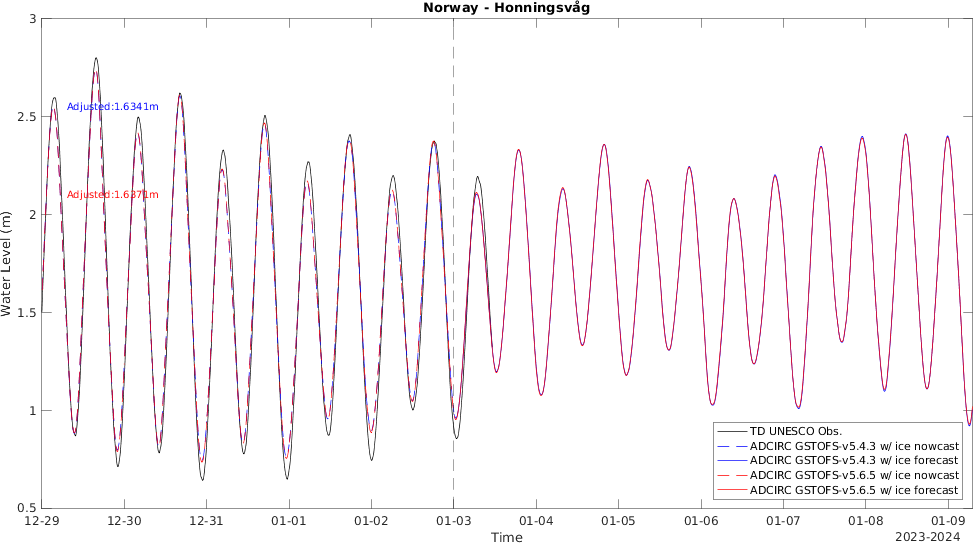 Norway - Honningsvåg
Water Level (m)
3
2.5
2
1.5
1
0.5
Adjusted:1.6341m
Adjusted:1.6371m
TD UNESCO Obs.
ADCIRC GSTOFS-v5.4.3 w/ ice nowcast
ADCIRC GSTOFS-v5.4.3 w/ ice forecast
ADCIRC GSTOFS-v5.6.5 w/ ice nowcast
ADCIRC GSTOFS-v5.6.5 w/ ice forecast
12-29 12-30 12-31 01-01 01-02 01-03 01-04 01-05 01-06 01-07 01-08 01-09
Time
2023-2024